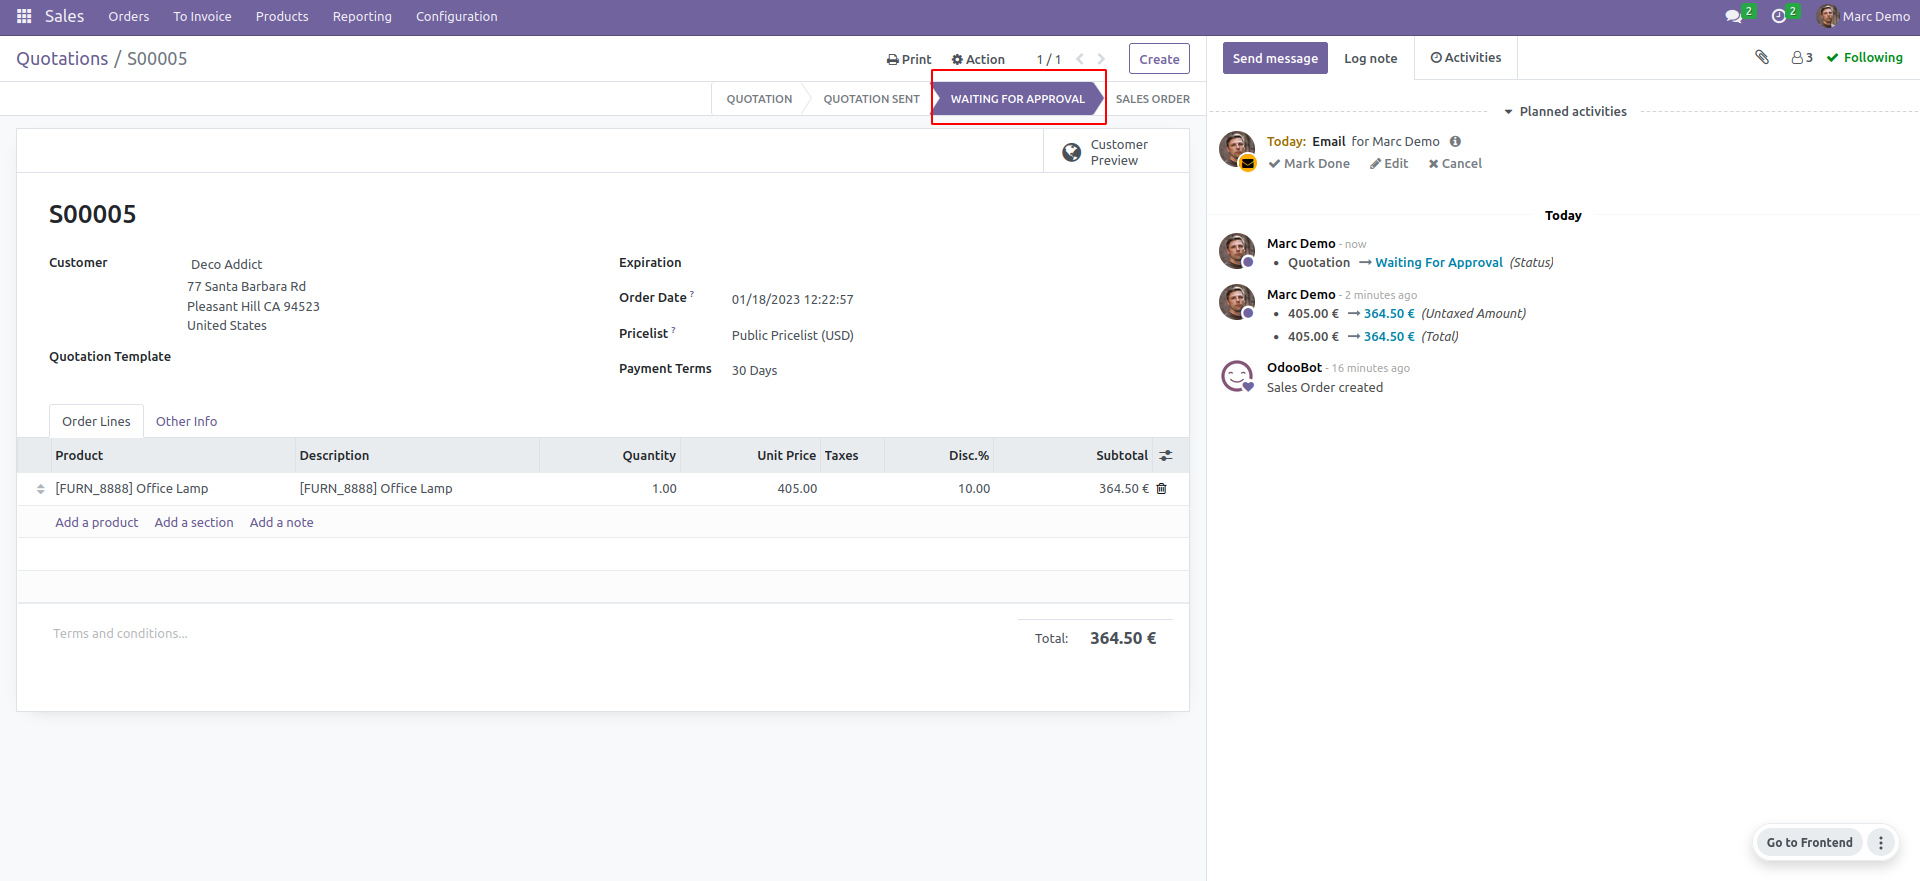 Sales Orders To Invoice Products Reporting Configuration 2 2 Marc Demo
Quotations / S00005
Print Action 1 / 1 Create
QUOTATION QUOTATION SENT WAITING FOR APPROVAL SALES ORDER
Customer
Preview
S00005
Customer Deco Addict
77 Santa Barbara Rd
Pleasant Hill CA 94523
United States
Quotation Template
Expiration
Order Date ? 01/18/2023 12:22:57
Pricelist ? Public Pricelist (USD)
Payment Terms 30 Days
Order Lines Other Info
Product Description Quantity Unit Price Taxes Disc.% Subtotal
[FURN_8888] Office Lamp [FURN_8888] Office Lamp 1.00 405.00 10.00 364.50 €
Add a product Add a section Add a note
Terms and conditions...
Total: 364.50 €
Send message Log note Activities 3 Following
Planned activities
Today: Email for Marc Demo
Mark Done Edit Cancel
Today
Marc Demo - now
• Quotation → Waiting For Approval (Status)
Marc Demo - 2 minutes ago
• 405.00 € → 364.50 € (Untaxed Amount)
• 405.00 € → 364.50 € (Total)
OdooBot - 16 minutes ago
Sales Order created
Go to Frontend